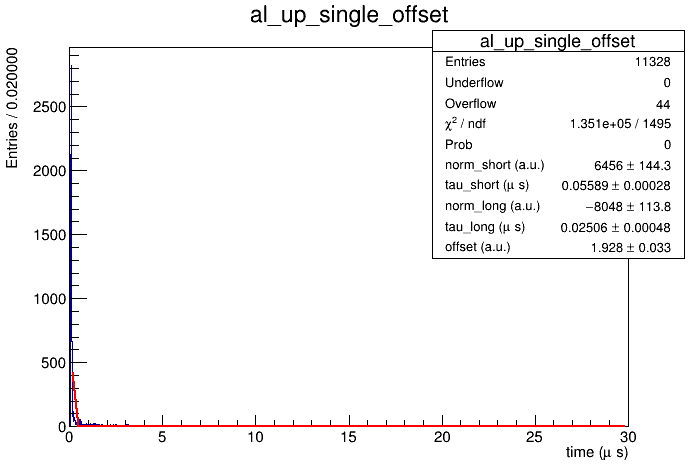 al_up_single_offset
al_up_single_offset
Entries 11328
Underflow 0
Overflow 44
χ² / ndf 1.351e+05 / 1495
Prob 0
norm_short (a.u.) 6456 ± 144.3
tau_short (μ s) 0.05589 ± 0.00028
norm_long (a.u.) −8048 ± 113.8
tau_long (μ s) 0.02506 ± 0.00048
offset (a.u.) 1.928 ± 0.033
Entries / 0.020000
2500
2000
1500
1000
500
0
0 5 10 15 20 25 30
time (μ s)